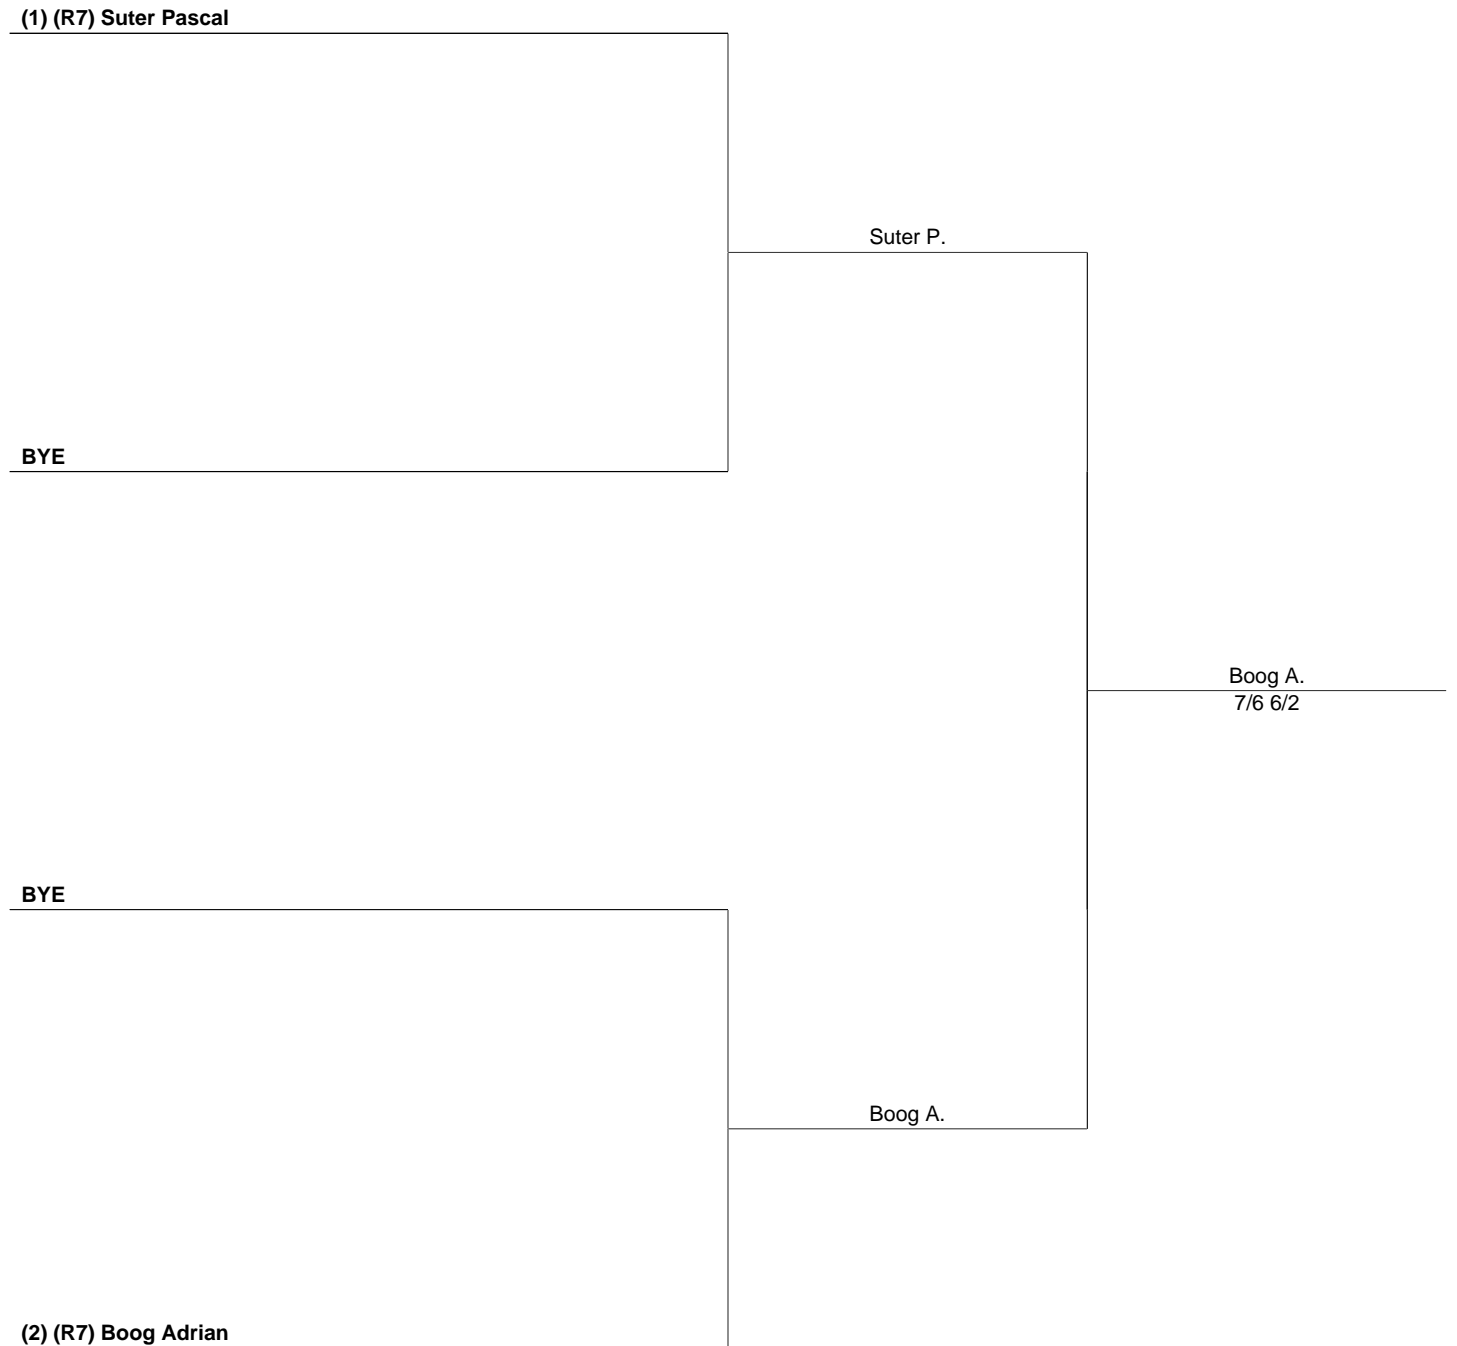 (1) (R7) Suter Pascal
Suter P.
BYE
Boog A.
7/6 6/2
BYE
Boog A.
(2) (R7) Boog Adrian